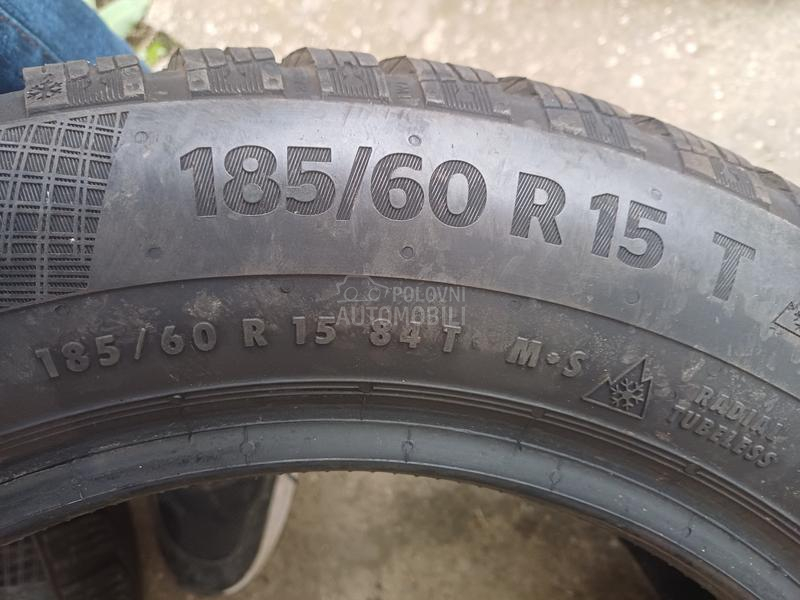 185/60 R 15 T
POLOVNI
AUTOMOBILI
185/60 R 15 84 T M•S
RADIAL
TUBELESS